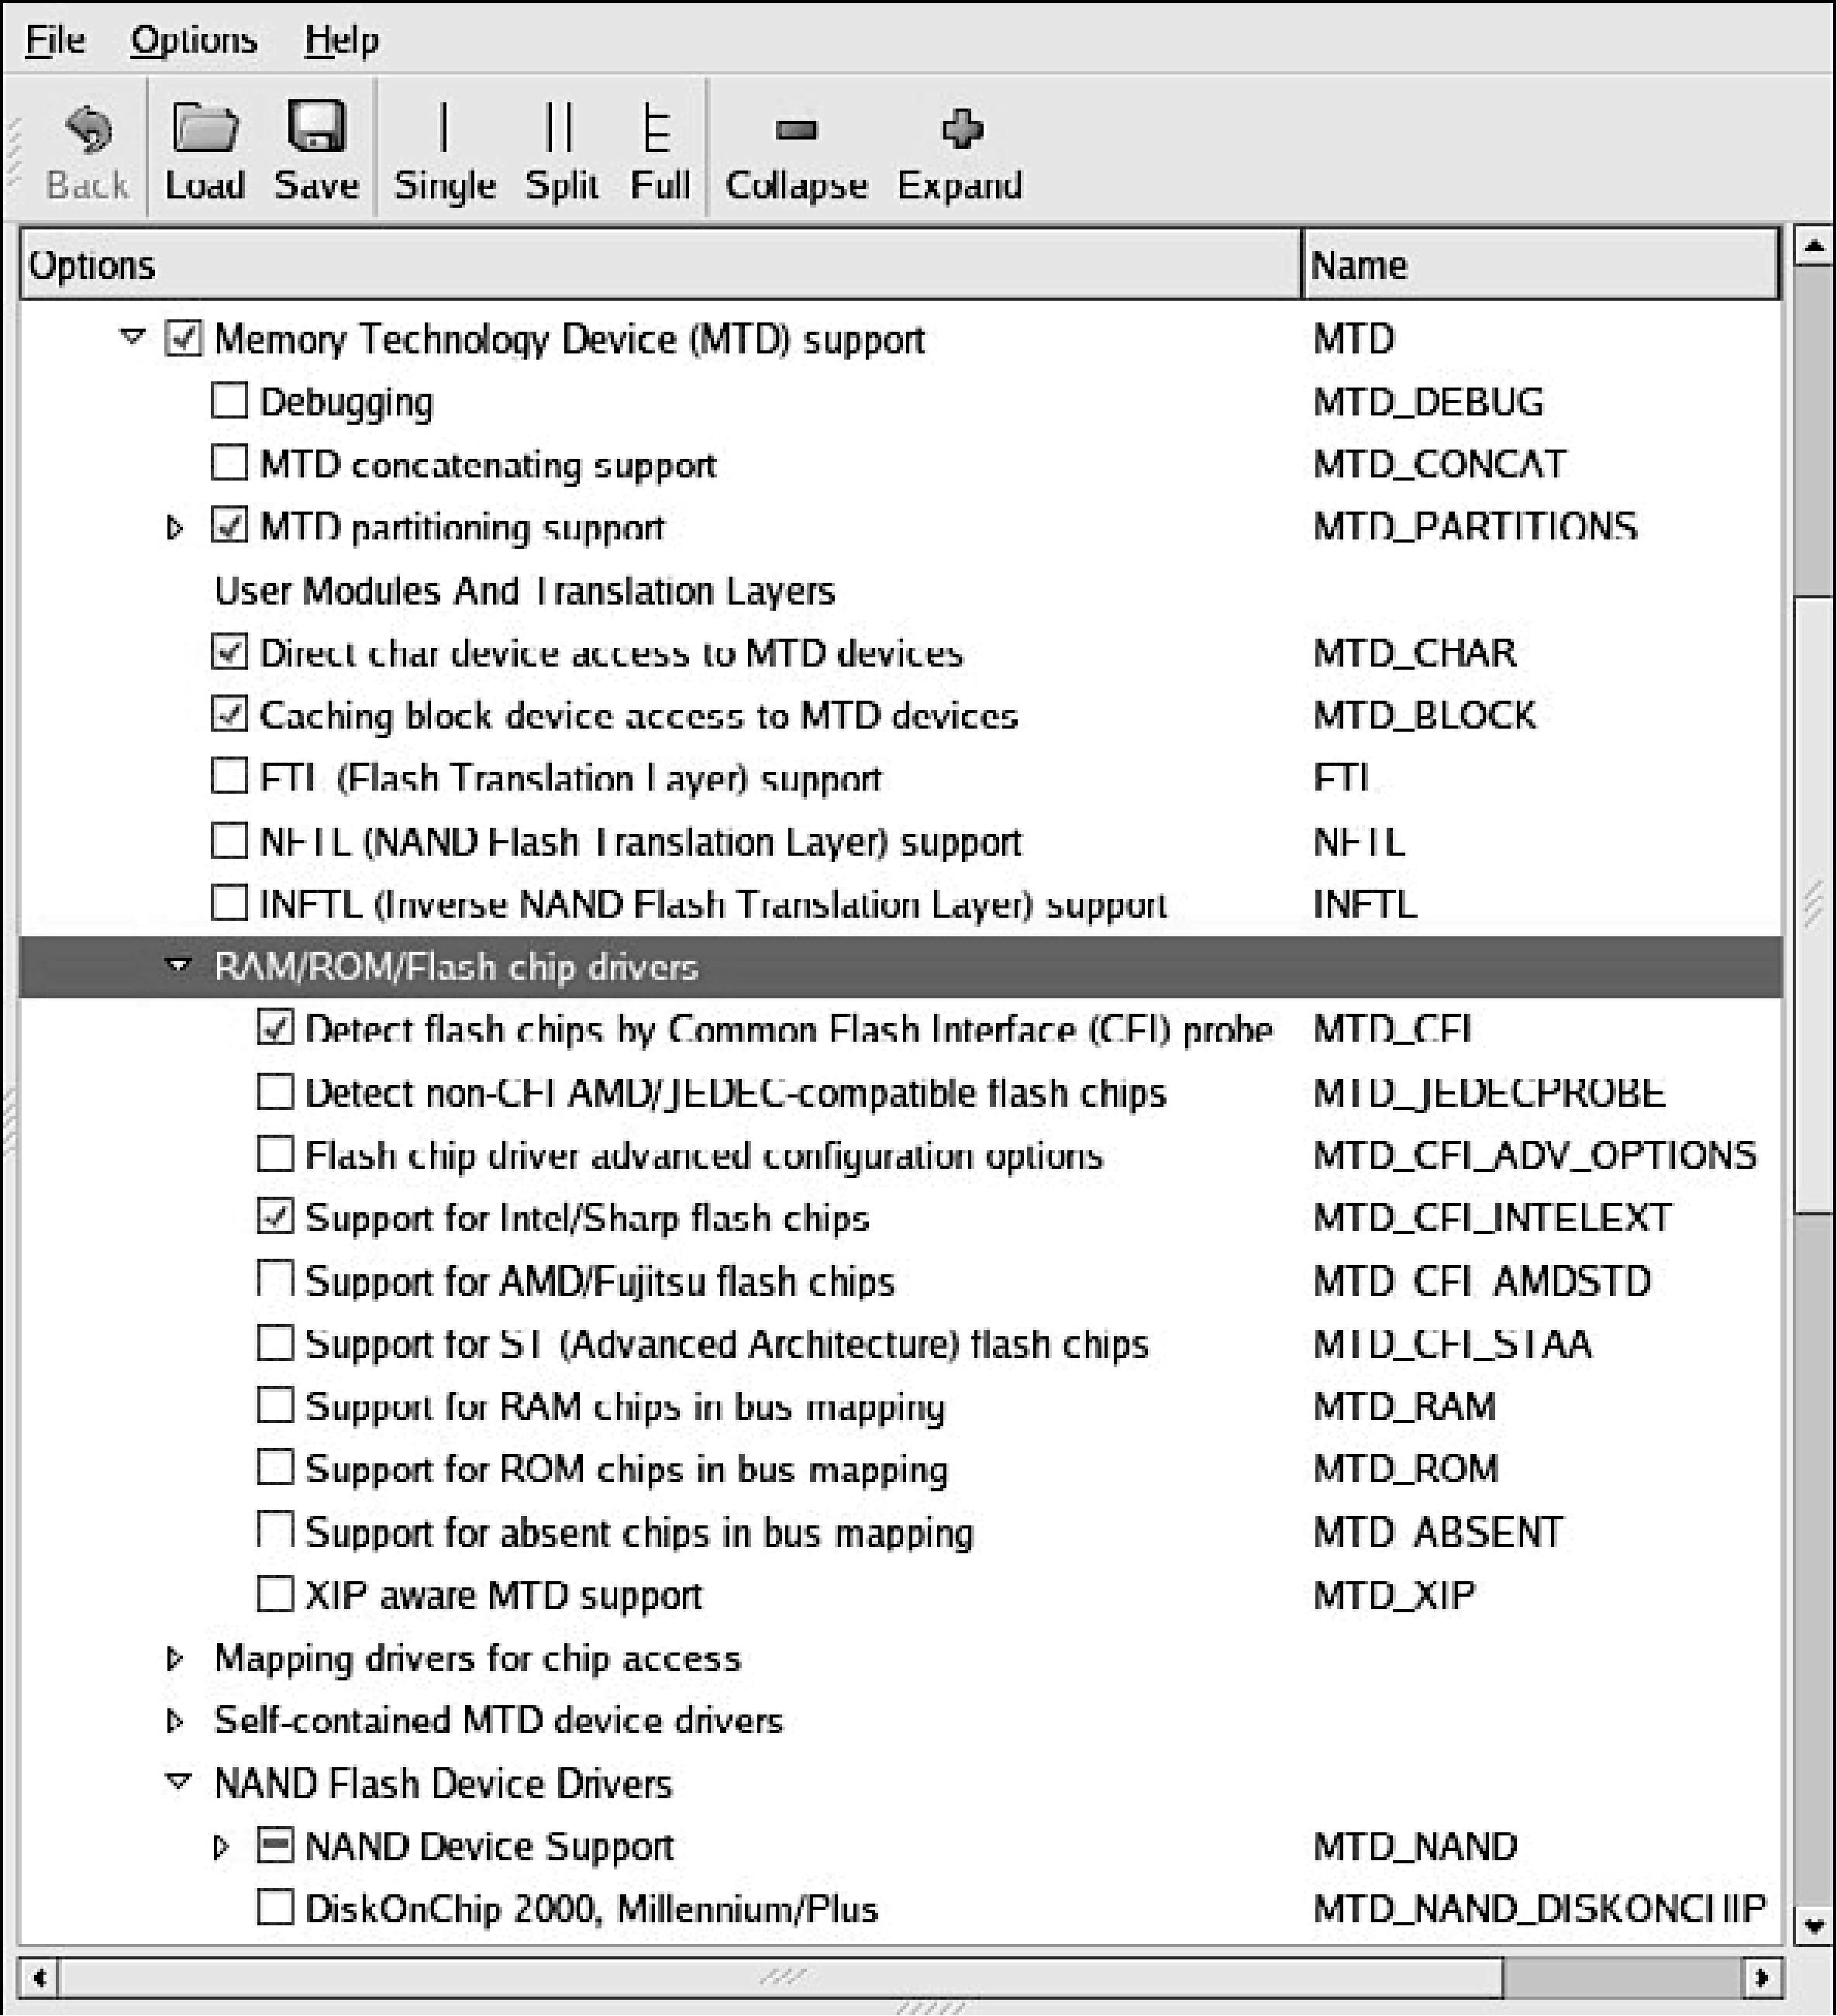 File Options Help
Back Load Save Single Split Full Collapse Expand
Options Name
Memory Technology Device (MTD) support MTD
Debugging MTD_DEBUG
MTD concatenating support MTD_CONCAT
MTD partitioning support MTD_PARTITIONS
User Modules And Translation Layers
Direct char device access to MTD devices MTD_CHAR
Caching block device access to MTD devices MTD_BLOCK
FTL (Flash Translation Layer) support FTL
NFTL (NAND Flash Translation Layer) support NFTL
INFTL (Inverse NAND Flash Translation Layer) support INFTL
RAM/ROM/Flash chip drivers
Detect flash chips by Common Flash Interface (CFI) probe MTD_CFI
Detect non-CFI AMD/JEDEC-compatible flash chips MTD_JEDECPROBE
Flash chip driver advanced configuration options MTD_CFI_ADV_OPTIONS
Support for Intel/Sharp flash chips MTD_CFI_INTELEXT
Support for AMD/Fujitsu flash chips MTD_CFI_AMDSTD
Support for ST (Advanced Architecture) flash chips MTD_CFI_STAA
Support for RAM chips in bus mapping MTD_RAM
Support for ROM chips in bus mapping MTD_ROM
Support for absent chips in bus mapping MTD_ABSENT
XIP aware MTD support MTD_XIP
Mapping drivers for chip access
Self-contained MTD device drivers
NAND Flash Device Drivers
NAND Device Support MTD_NAND
DiskOnChip 2000, Millennium/Plus MTD_NAND_DISKONCHIP